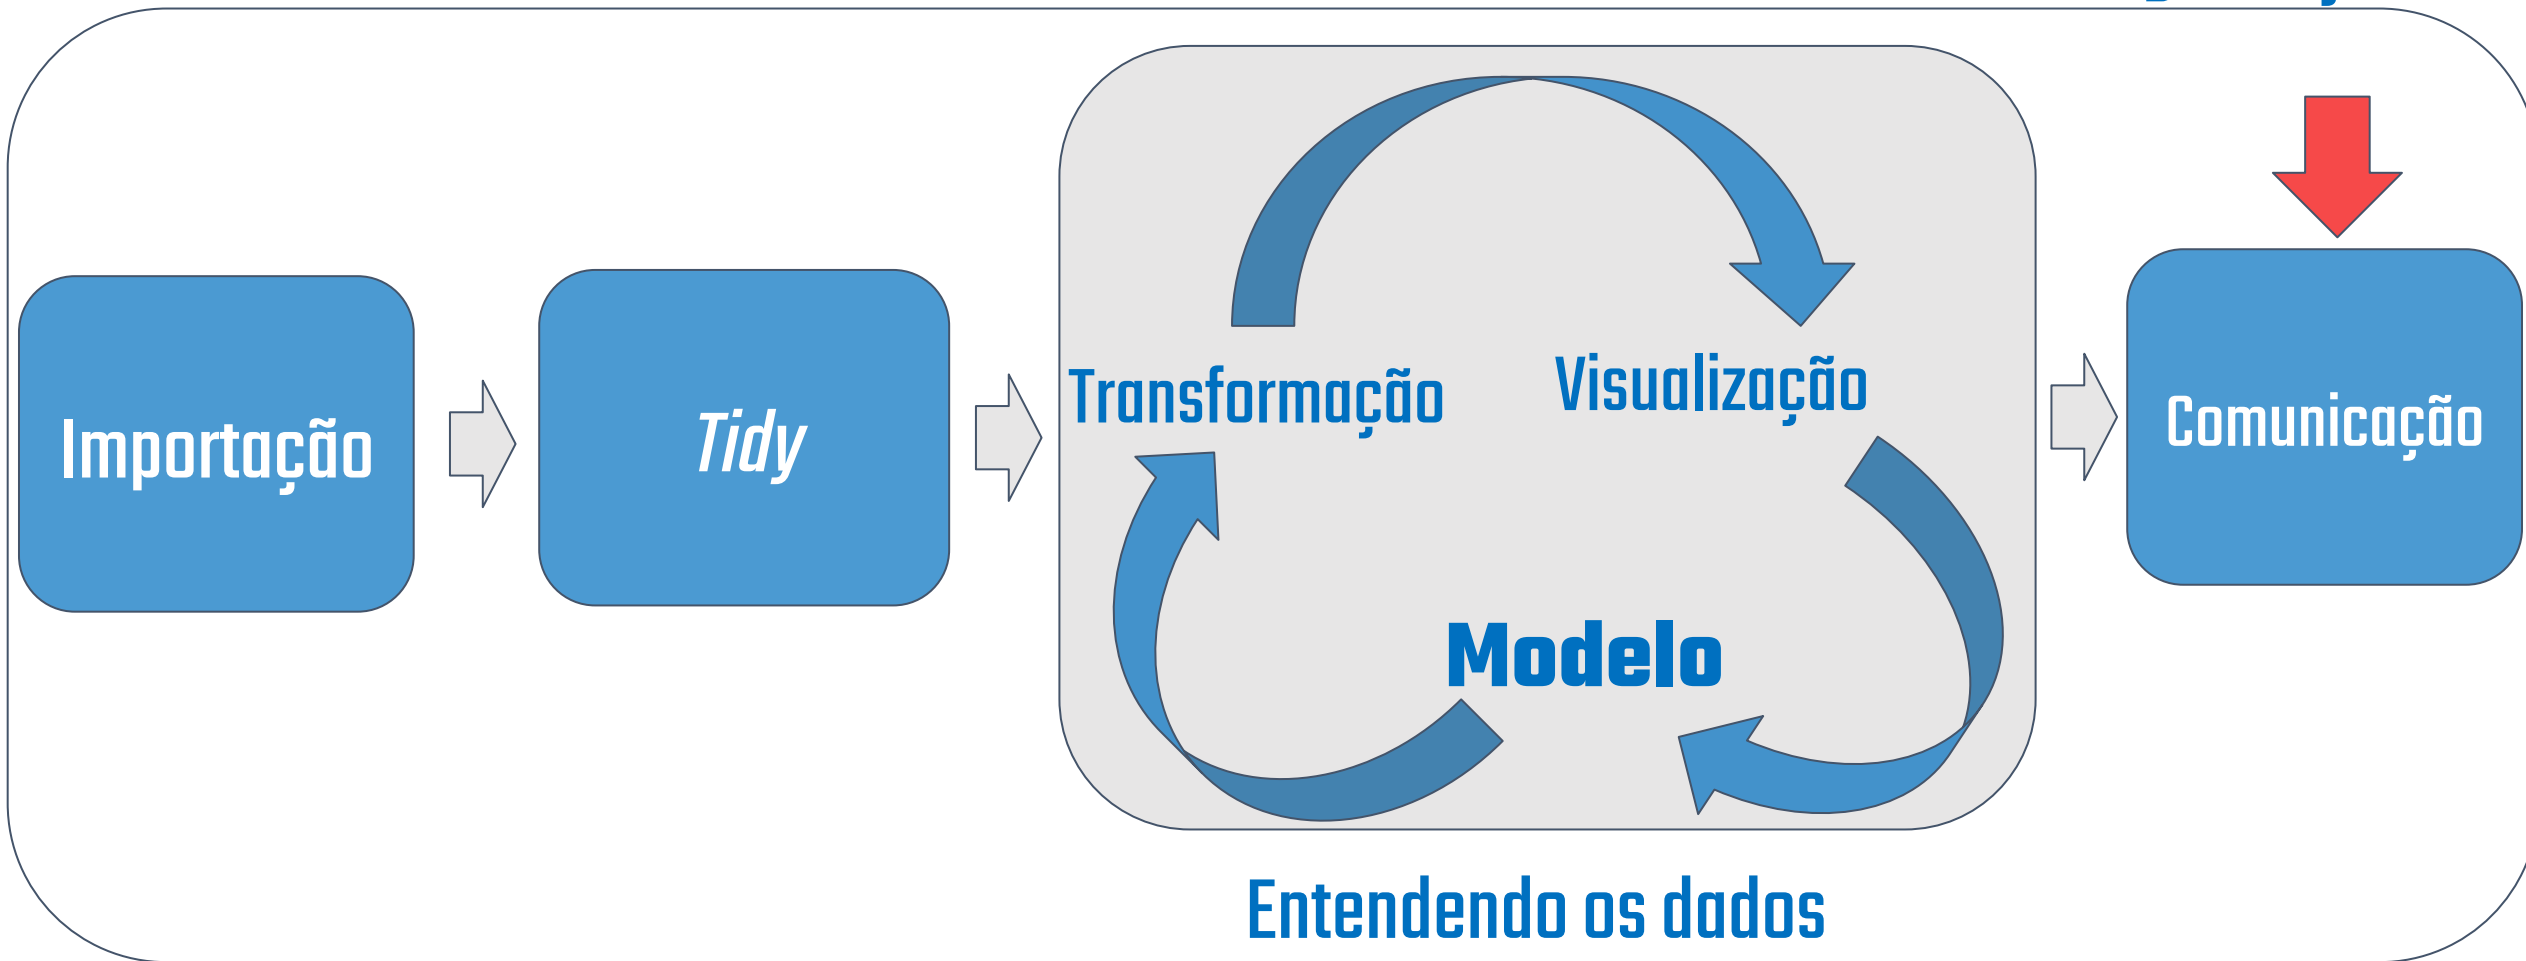 Importação
Tidy
Transformação
Visualização
Modelo
Comunicação
Entendendo os dados